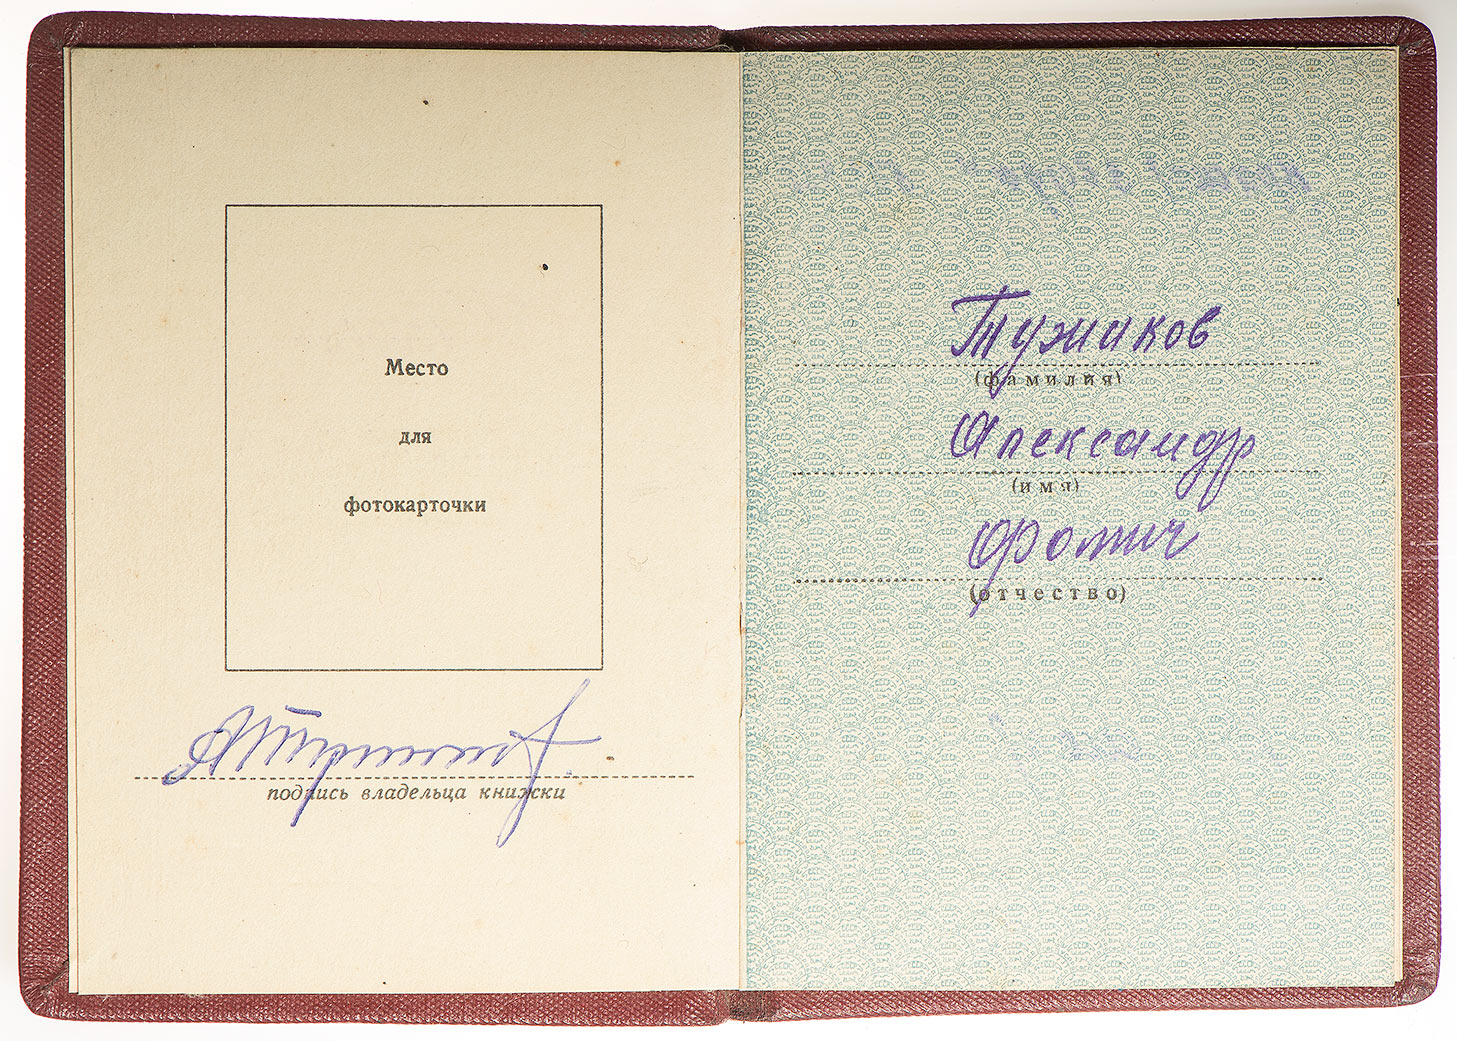 Место
для
фотокарточки
подпись владельца книжки
Тужиков
(фамилия)
Александр
(имя)
Фомич
(отчество)